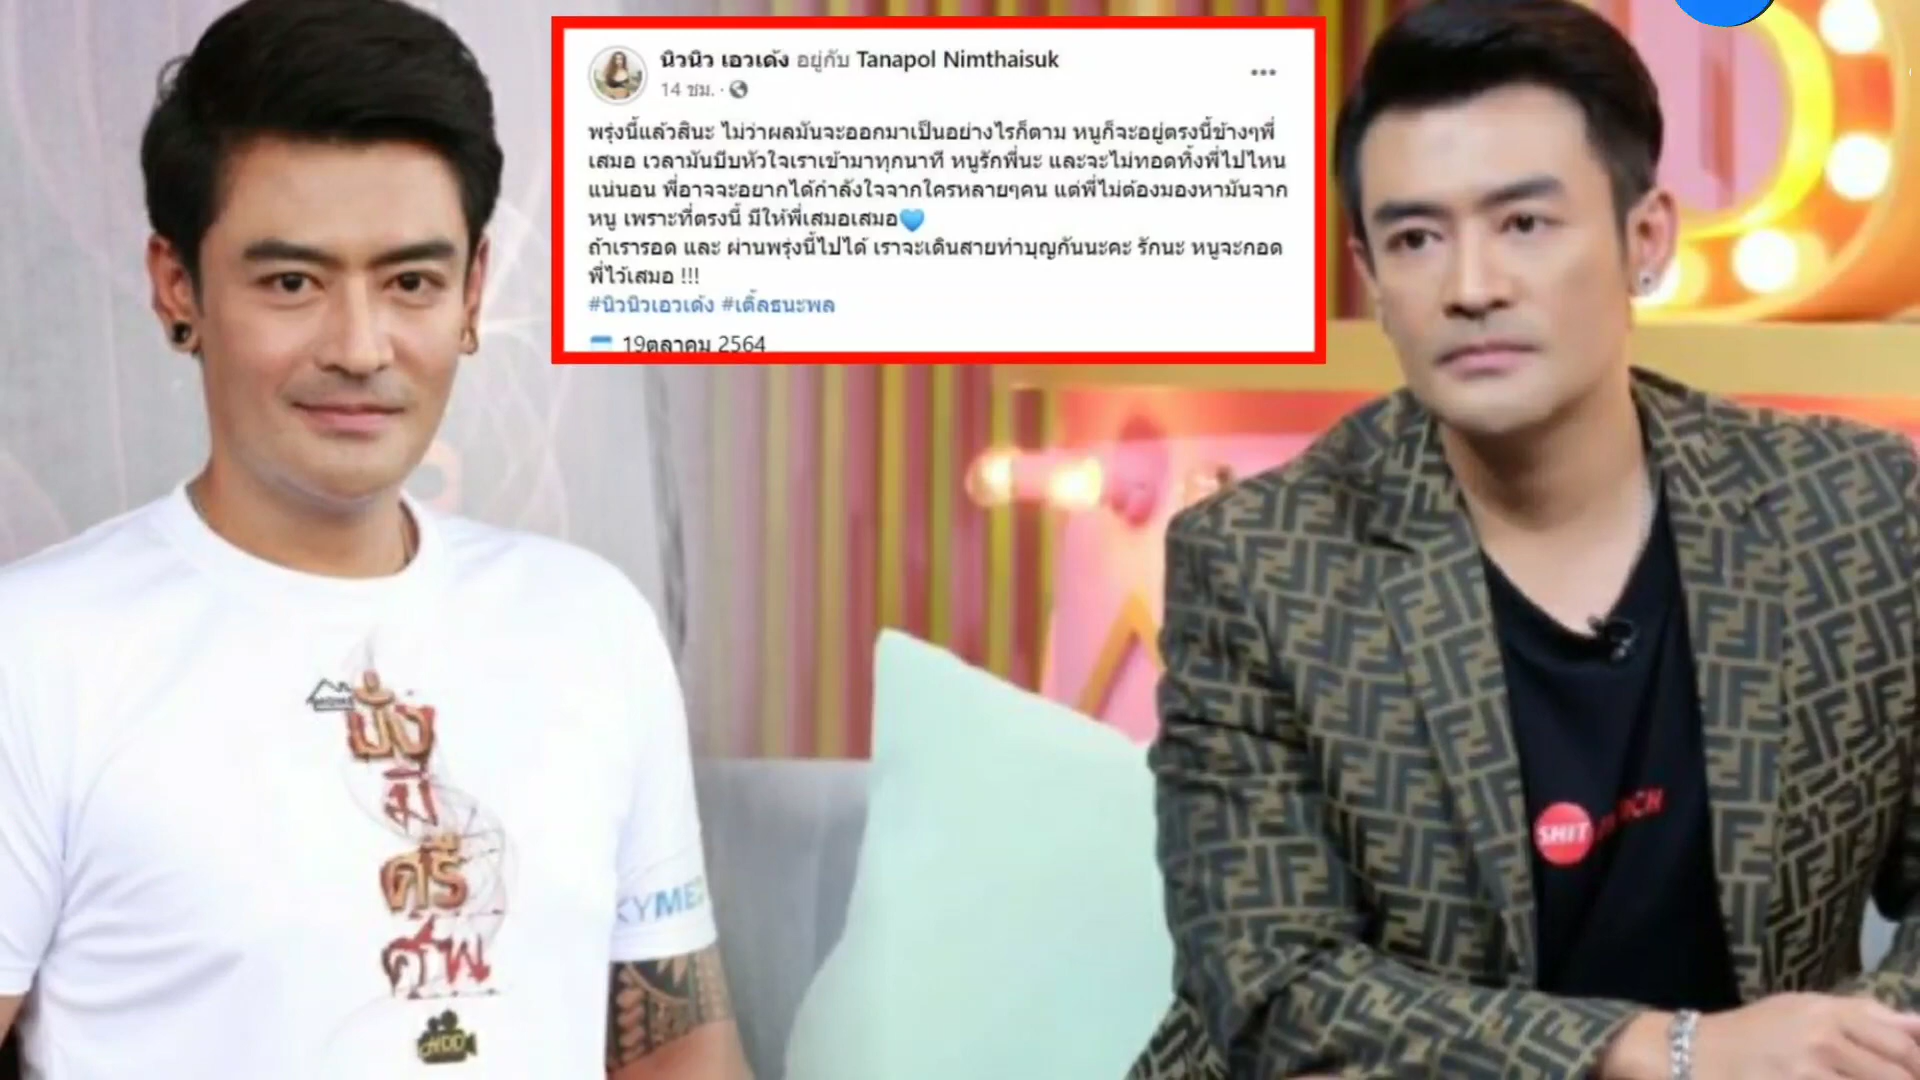 นิวนิว เอวเด้ง อยู่กับ Tanapol Nimthaisuk
14 ชม. ·
พรุ่งนี้แล้วสินะ ไม่ว่าผลมันจะออกมาเป็นอย่างไรก็ตาม หนูก็จะอยู่ตรงนี้ข้างๆพี่
เสมอ เวลามันบีบหัวใจเราเข้ามาทุกนาที หนูรักพี่นะ และจะไม่ทอดทิ้งพี่ไปไหน
แน่นอน พี่อาจจะอยากได้กำลังใจจากใครหลายๆคน แต่พี่ไม่ต้องมองหามันจาก
หนู เพราะที่ตรงนี้ มีให้พี่เสมอเสมอ💙
ถ้าเรารอด และ ผ่านพรุ่งนี้ไปได้ เราจะเดินสายทำบุญกันนะคะ รักนะ หนูจะกอด
พี่ไว้เสมอ !!!
#นิวนิวเอวเด้ง #เติ้ลธนะพล
19ตุลาคม 2564
บัง
มี
ศรี
ศพ
HDD
SHIT